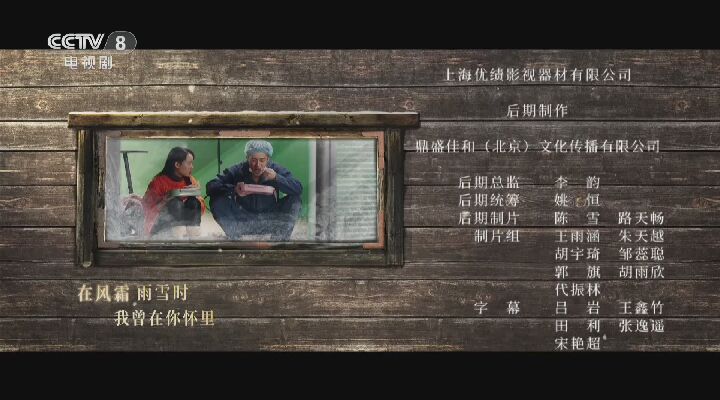 CCTV 8
电视剧
上海优绩影视器材有限公司
后期制作
鼎盛佳和（北京）文化传播有限公司
后期总监 李 韵
后期统筹 姚 恒
后期制片 陈 雪 路天畅
制片组 王雨涵 朱天越
胡宇琦 邹蕊聪
郭 旗 胡雨欣
代振林
字 幕 吕 岩 王鑫竹
田 利 张逸遥
宋艳超
在风霜 雨雪时
我曾在你怀里